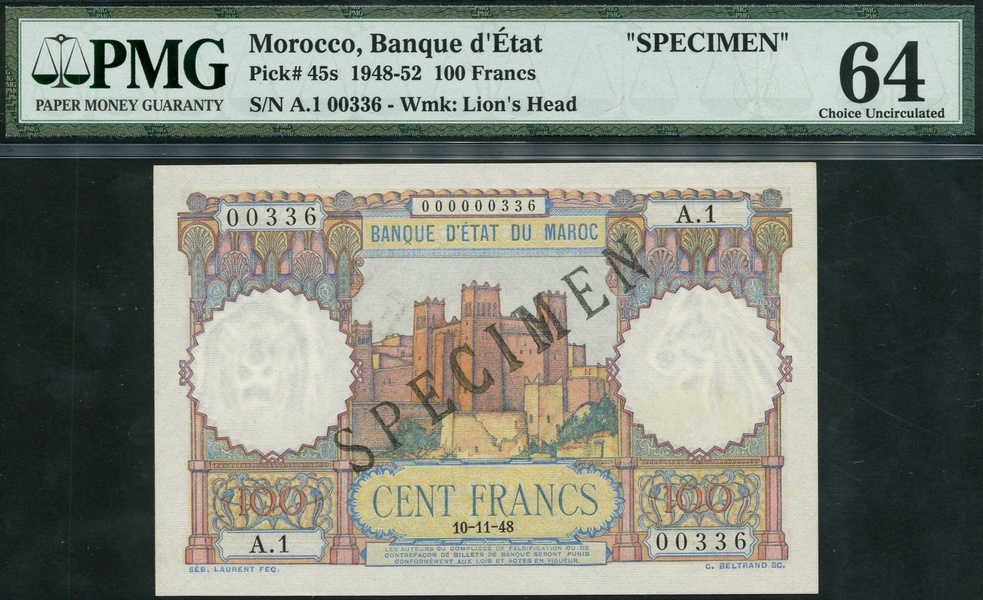 PMG
PAPER MONEY GUARANTY
Morocco, Banque d'État "SPECIMEN"
Pick# 45s 1948-52 100 Francs
S/N A.1 00336 - Wmk: Lion's Head
64
Choice Uncirculated
00336
000000336
A.1
BANQUE D'ÉTAT DU MAROC
SPECIMEN
100
CENT FRANCS
100
10-11-48
A.1
00336
LES AUTEURS OU COMPLICES DE FALSIFICATION OU DE
CONTREFAÇON DE BILLETS DE BANQUE SERONT PUNIS
CONFORMÉMENT AUX LOIS ET ACTES EN VIGUEUR.
SÉB. LAURENT FEC.
C. BELTRAND SC.